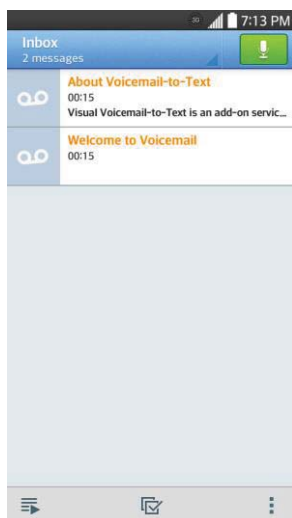 7:13 PM
Inbox
2 messages
About Voicemail-to-Text
00:15
Visual Voicemail-to-Text is an add-on servic...
Welcome to Voicemail
00:15